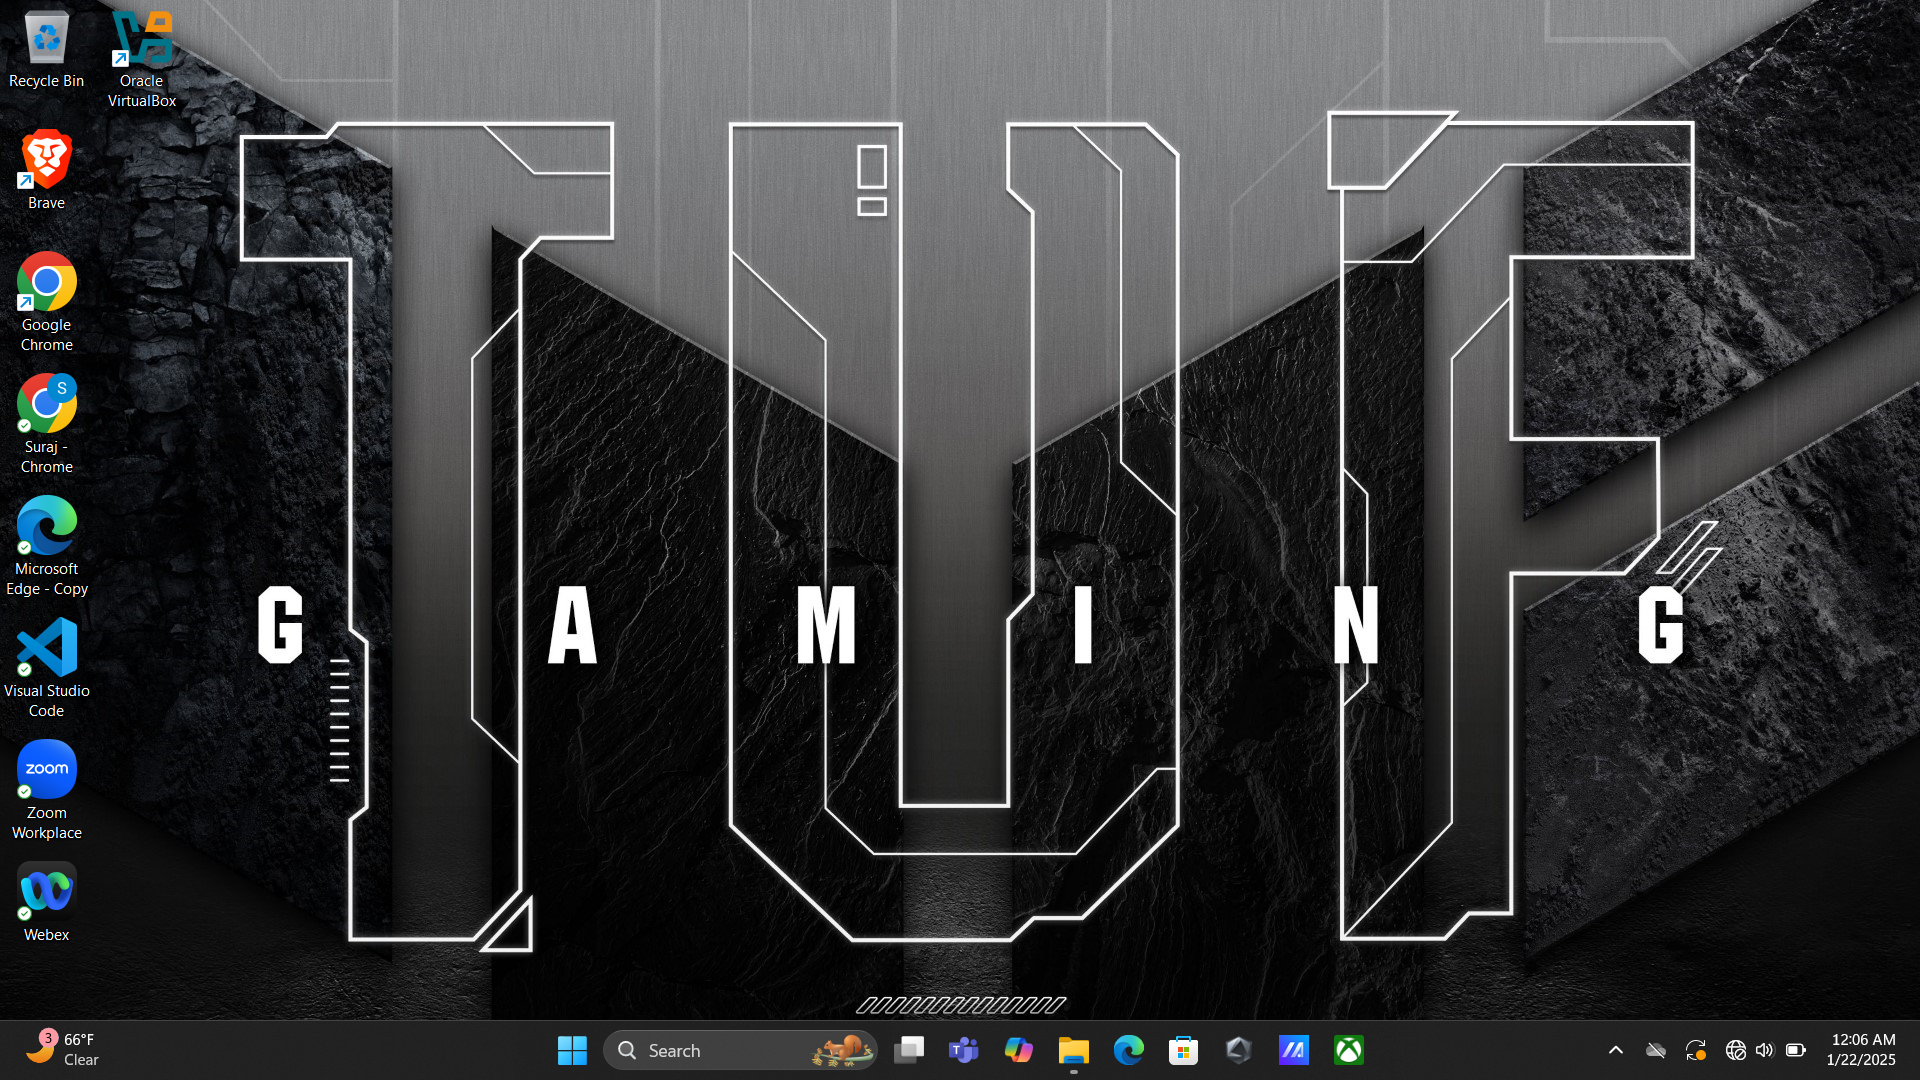 Recycle Bin
Oracle
VirtualBox
Brave
Google
Chrome
S
Suraj -
Chrome
Microsoft
Edge - Copy
Visual Studio
Code
zoom
Zoom
Workplace
Webex
G A M I N G
3
66°F
Clear
Search
T
12:06 AM
1/22/2025